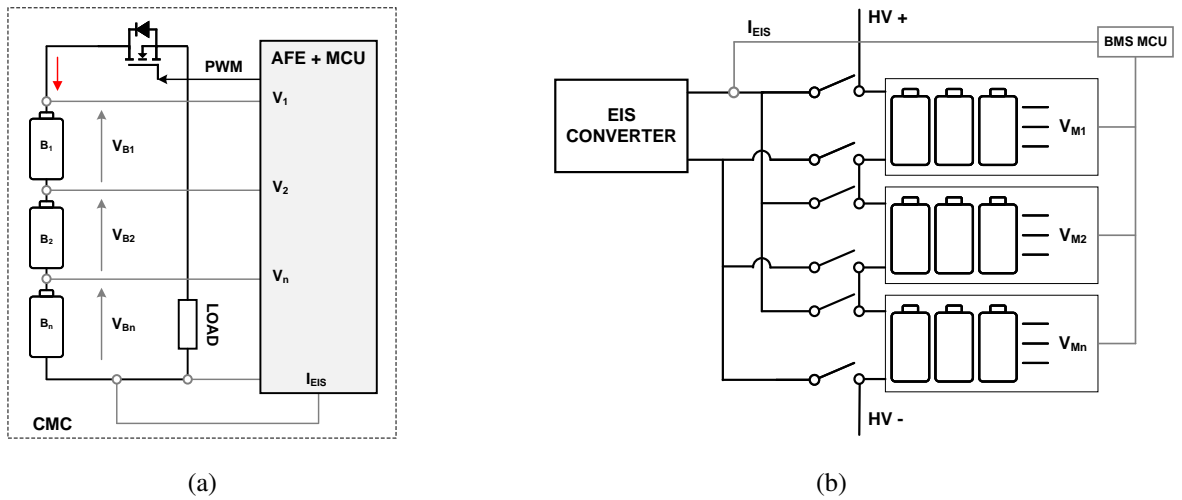 AFE + MCU
PWM
V1
B1
VB1
V2
B2
VB2
Vn
Bn
VBn
LOAD
IEIS
CMC
(a)
HV +
IEIS
BMS MCU
EIS
CONVERTER
VM1
VM2
VMn
HV -
(b)